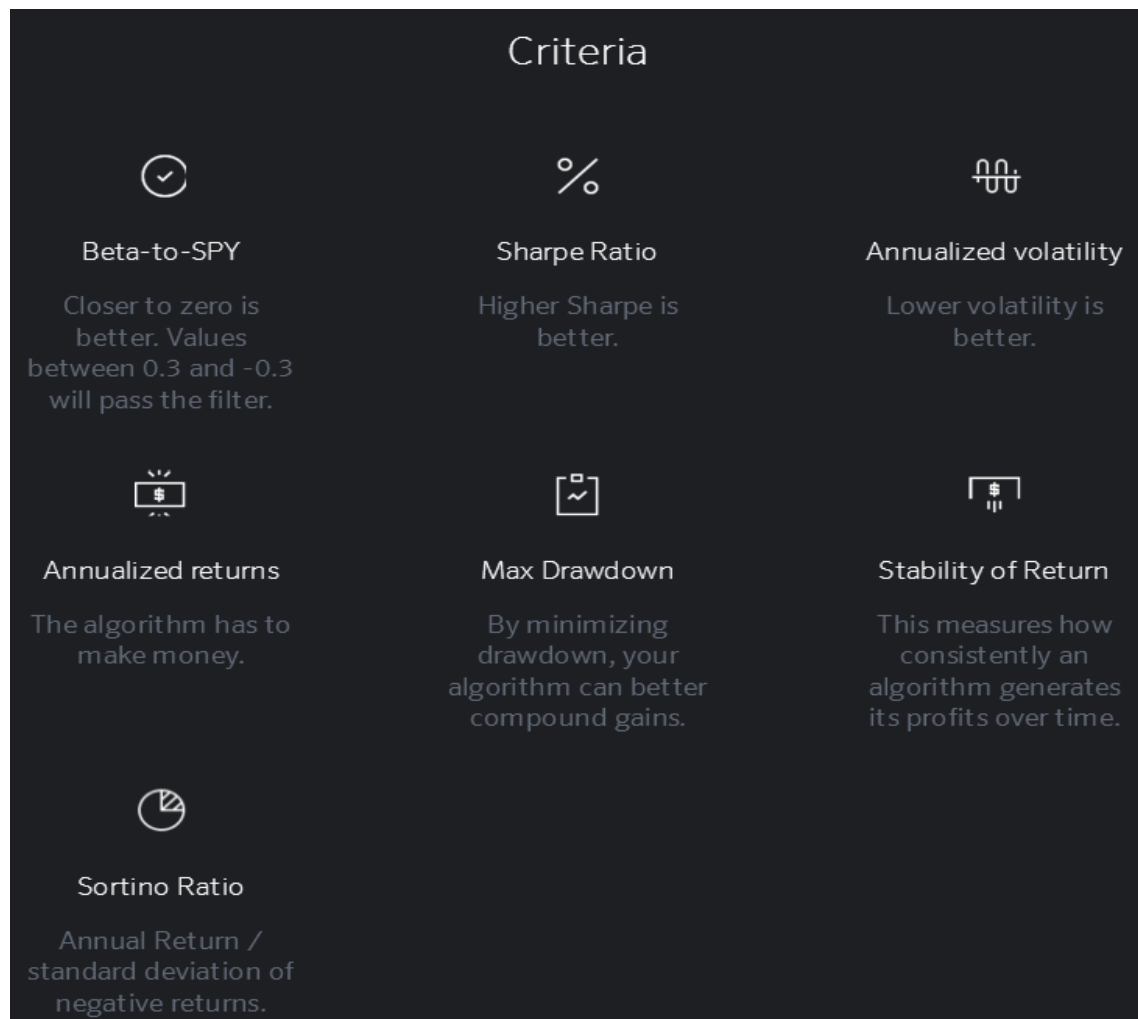 Criteria
Beta-to-SPY
Closer to zero is
better. Values
between 0.3 and -0.3
will pass the filter.
Sharpe Ratio
Higher Sharpe is
better.
Annualized volatility
Lower volatility is
better.
$
Annualized returns
The algorithm has to
make money.
Max Drawdown
By minimizing
drawdown, your
algorithm can better
compound gains.
$
Stability of Return
This measures how
consistently an
algorithm generates
its profits over time.
Sortino Ratio
Annual Return /
standard deviation of
negative returns.